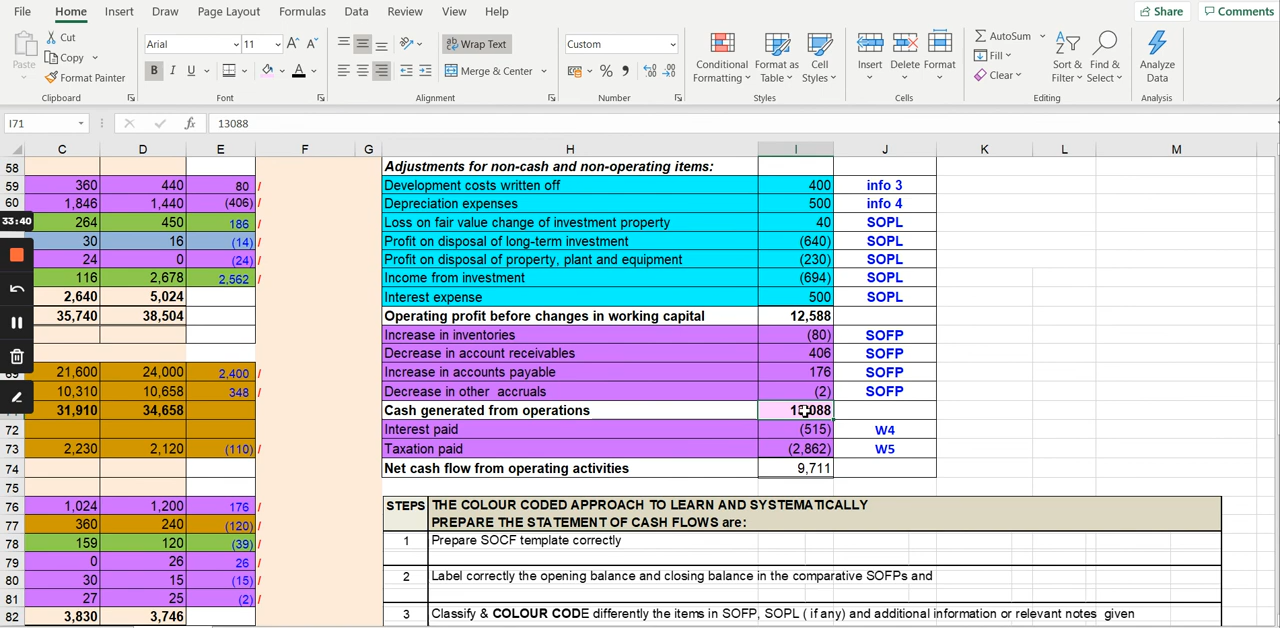 File Home Insert Draw Page Layout Formulas Data Review View Help Share Comments
Cut Arial 11 Wrap Text Custom AutoSum
Paste Copy Conditional Format as Cell Insert Delete Format Fill Sort & Find & Analyze
Format Painter B I U A Merge & Center % Formatting Table Styles Clear Filter Select Data
Clipboard Font Alignment Number Styles Cells Editing Analysis
I71 fx 13088
C D E F G H I J K L M
58 Adjustments for non-cash and non-operating items:
59 360 440 80 / Development costs written off 400 info 3
60 1,846 1,440 (406) / Depreciation expenses 500 info 4
33:40 264 450 186 / Loss on fair value change of investment property 40 SOPL
30 16 (14) / Profit on disposal of long-term investment (640) SOPL
24 0 (24) / Profit on disposal of property, plant and equipment (230) SOPL
116 2,678 2,562 / Income from investment (694) SOPL
2,640 5,024 Interest expense 500 SOPL
35,740 38,504 Operating profit before changes in working capital 12,588
Increase in inventories (80) SOFP
Decrease in account receivables 406 SOFP
21,600 24,000 2,400 / Increase in accounts payable 176 SOFP
10,310 10,658 348 / Decrease in other accruals (2) SOFP
31,910 34,658 Cash generated from operations
72 Interest paid (515) W4
73 2,230 2,120 (110) / Taxation paid (2,862) W5
74 Net cash flow from operating activities 9,711
75
76 1,024 1,200 176 / STEPS THE COLOUR CODED APPROACH TO LEARN AND SYSTEMATICALLY
77 360 240 (120) / PREPARE THE STATEMENT OF CASH FLOWS are:
78 159 120 (39) / 1 Prepare SOCF template correctly
79 0 26 26 /
80 30 15 (15) / 2 Label correctly the opening balance and closing balance in the comparative SOFPs and
81 27 25 (2) /
82 3,830 3,746 3 Classify & COLOUR CODE differently the items in SOFP, SOPL ( if any) and additional information or relevant notes given